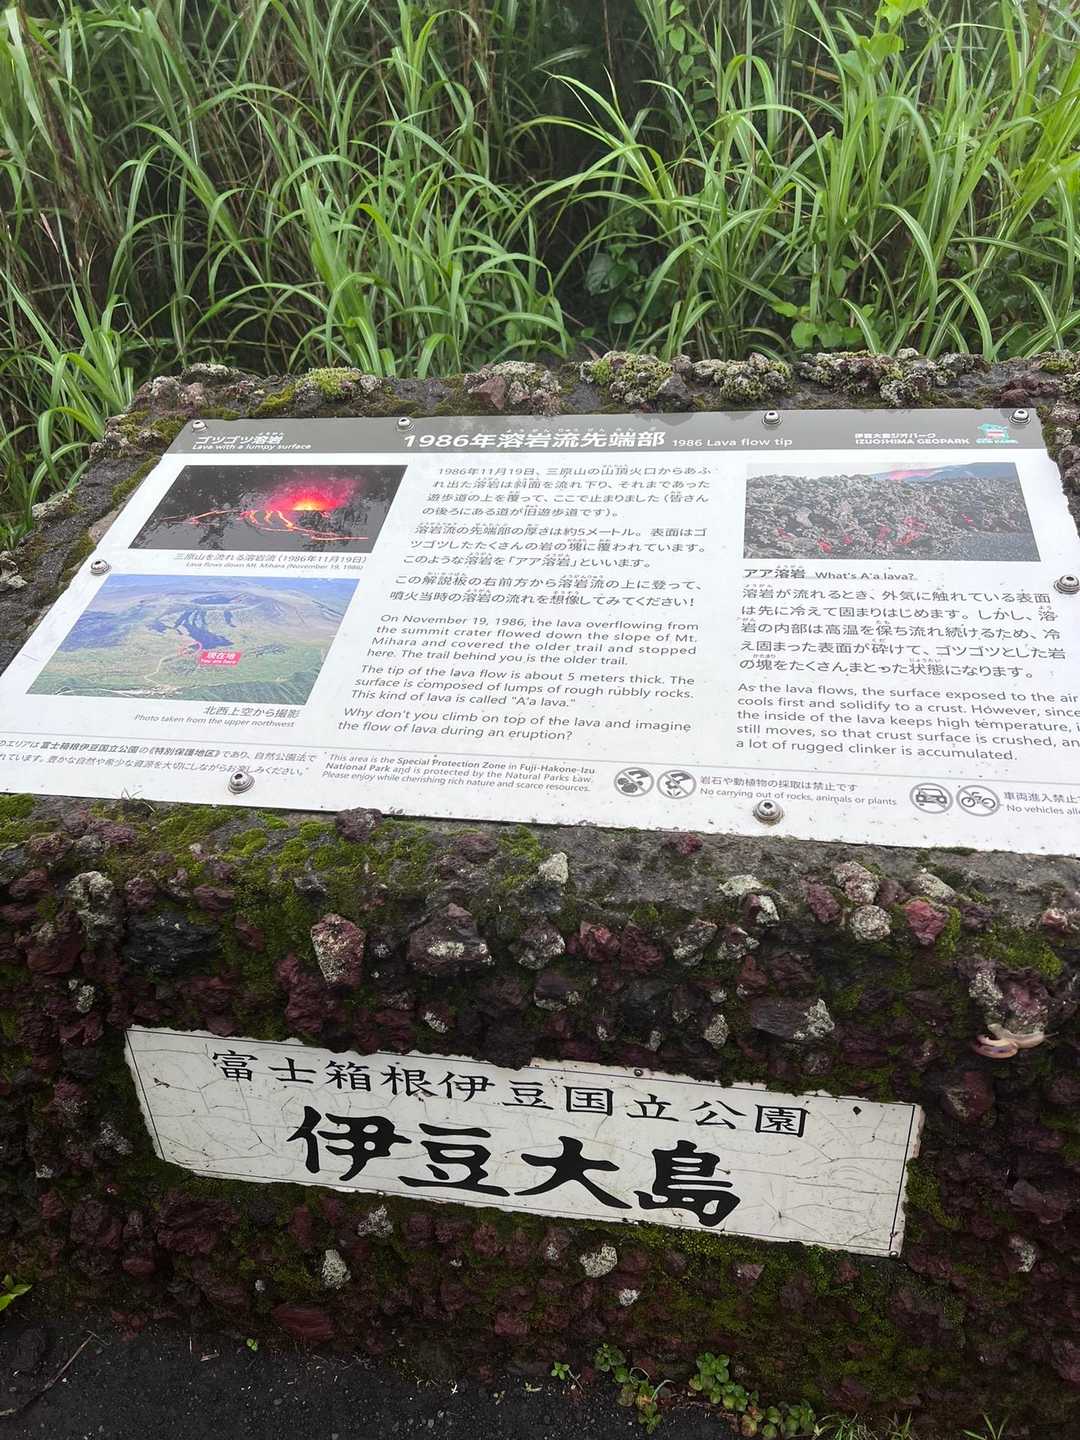 ゴツゴツ溶岩
Lava with a lumpy surface
1986年溶岩流先端部 1986 Lava flow tip
伊豆大島ジオパーク
IZUOSHIMA GEOPARK
三原山を流れる溶岩流（1986年11月19日）
Lava flows down Mt. Mihara (November 19, 1986)
現在地
You are here
北西上空から撮影
Photo taken from the upper northwest
1986年11月19日、三原山の山頂火口からあふ
れ出た溶岩は斜面を流れ下り、それまであった
遊歩道の上を覆って、ここで止まりました（皆さん
の後ろにある道が旧遊歩道です）。
溶岩流の先端部の厚さは約5メートル。表面はゴ
ツゴツしたたくさんの岩の塊に覆われています。
このような溶岩を「アア溶岩」といいます。
この解説板の右前方から溶岩流の上に登って、
噴火当時の溶岩の流れを想像してみてください！
On November 19, 1986, the lava overflowing from
the summit crater flowed down the slope of Mt.
Mihara and covered the older trail and stopped
here. The trail behind you is the older trail.
The tip of the lava flow is about 5 meters thick. The
surface is composed of lumps of rough rubbly rocks.
This kind of lava is called "A'a lava."
Why don't you climb on top of the lava and imagine
the flow of lava during an eruption?
アア溶岩 What's A'a lava?
溶岩が流れるとき、外気に触れている表面
は先に冷えて固まりはじめます。しかし、溶
岩の内部は高温を保ち流れ続けるため、冷
え固まった表面が砕けて、ゴツゴツとした岩
の塊をたくさんまとった状態になります。
As the lava flows, the surface exposed to the air
cools first and solidify to a crust. However, since
the inside of the lava keeps high temperature, i
still moves, so that crust surface is crushed, an
a lot of rugged clinker is accumulated.
のエリアは富士箱根伊豆国立公園の《特別保護地区》であり、自然公園法で
れています。豊かな自然や希少な資源を大切にしながらお楽しみください。
This area is the Special Protection Zone in Fuji-Hakone-Izu
National Park and is protected by the Natural Parks Law.
Please enjoy while cherishing rich nature and scarce resources.
岩石や動植物の採取は禁止です
No carrying out of rocks, animals or plants
車両進入禁止
No vehicles all
富士箱根伊豆国立公園
伊豆大島